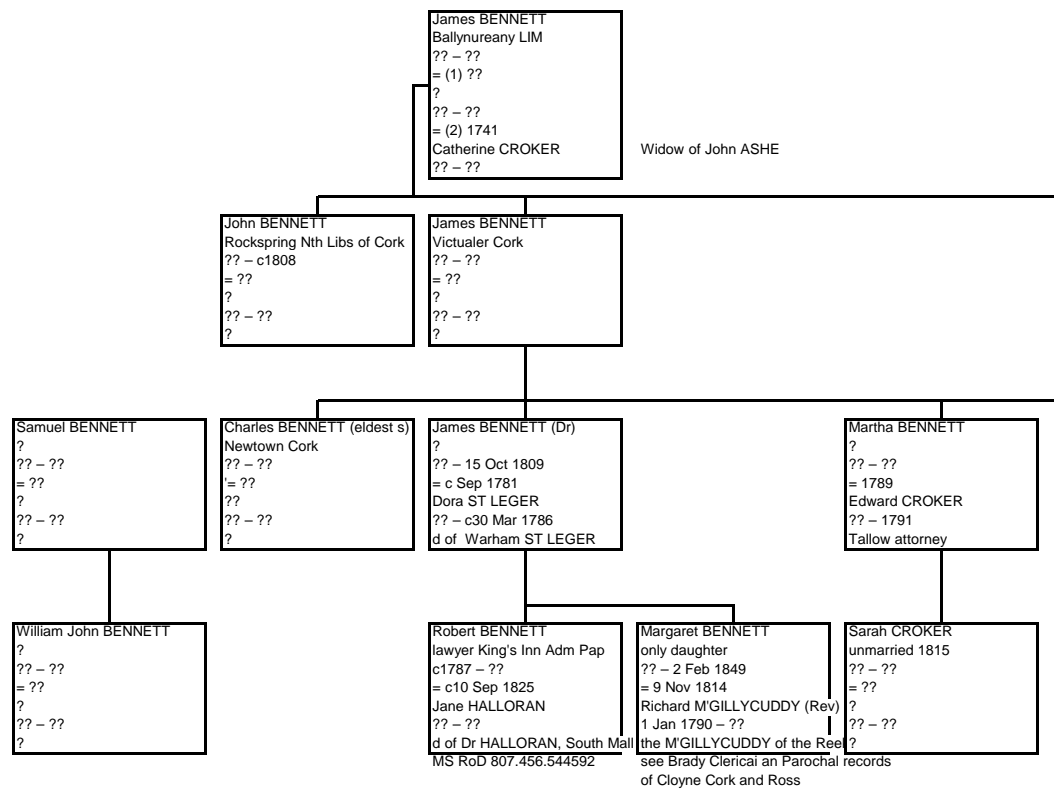 James BENNETT
Ballynureany LIM
?? – ??
= (1) ??
?
?? – ??
= (2) 1741
Catherine CROKER
?? – ??
Widow of John ASHE
John BENNETT
Rockspring Nth Libs of Cork
?? – c1808
= ??
?
?? – ??
?
James BENNETT
Victualer Cork
?? – ??
= ??
?
?? – ??
?
Samuel BENNETT
?
?? – ??
= ??
?
?? – ??
?
Charles BENNETT (eldest s)
Newtown Cork
?? – ??
'= ??
??
?? – ??
?
James BENNETT (Dr)
?
?? – 15 Oct 1809
= c Sep 1781
Dora ST LEGER
?? – c30 Mar 1786
d of  Warham ST LEGER
Martha BENNETT
?
?? – ??
= 1789
Edward CROKER
?? – 1791
Tallow attorney
William John BENNETT
?
?? – ??
= ??
?
?? – ??
?
Robert BENNETT
lawyer King's Inn Adm Pap
c1787 – ??
= c10 Sep 1825
Jane HALLORAN
?? – ??
d of Dr HALLORAN, South Mall
MS RoD 807.456.544592
Margaret BENNETT
only daughter
?? – 2 Feb 1849
= 9 Nov 1814
Richard M'GILLYCUDDY (Rev)
1 Jan 1790 – ??
the M'GILLYCUDDY of the Reek
see Brady Clericai an Parochal records
of Cloyne Cork and Ross
Sarah CROKER
unmarried 1815
?? – ??
= ??
?
?? – ??
?